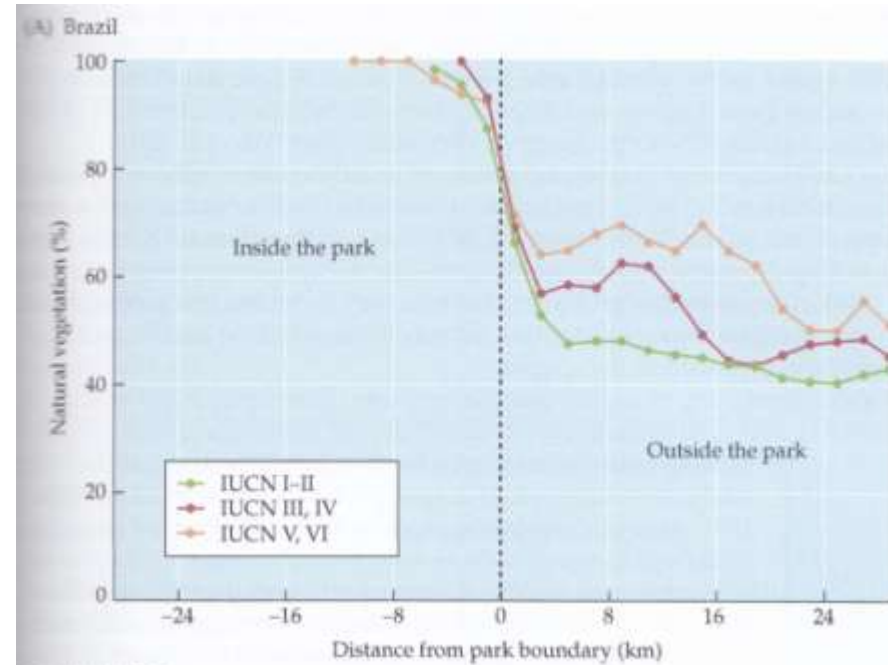 (A) Brazil
100
80
60
40
20
0
Natural vegetation (%)
Inside the park
Outside the park
IUCN I–II
IUCN III, IV
IUCN V, VI
−24 −16 −8 0 8 16 24
Distance from park boundary (km)